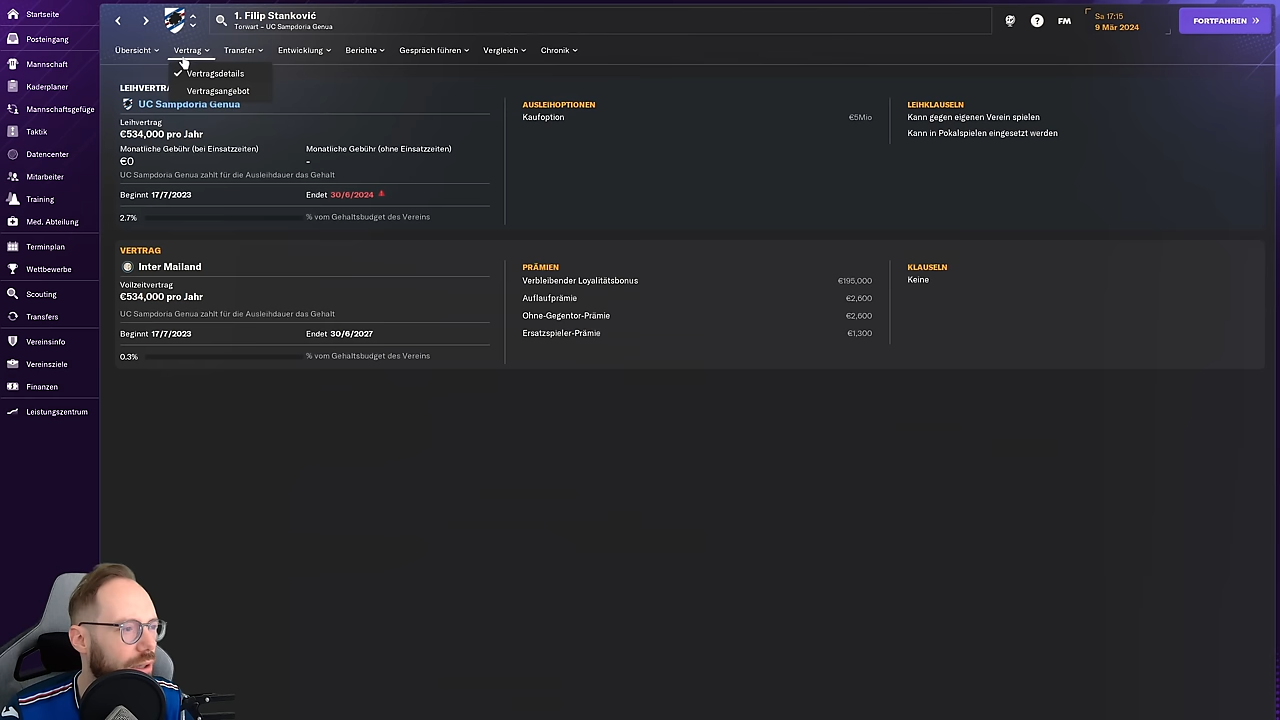 Startseite
Posteingang
Mannschaft
Kaderplaner
Mannschaftsgefüge
Taktik
Datencenter
Mitarbeiter
Training
Med. Abteilung
Terminplan
Wettbewerbe
Scouting
Transfers
Vereinsinfo
Vereinsziele
Finanzen
Leistungszentrum
1. Filip Stanković
Torwart – UC Sampdoria Genua
?
FM
Sa 17:15
9 Mär 2024
FORTFAHREN
Übersicht
Vertrag
Transfer
Entwicklung
Berichte
Gespräch führen
Vergleich
Chronik
Vertragsdetails
Vertragsangebot
LEIHVERTRA
UC Sampdoria Genua
Leihvertrag
€534,000 pro Jahr
Monatliche Gebühr (bei Einsatzzeiten) Monatliche Gebühr (ohne Einsatzzeiten)
€0 -
UC Sampdoria Genua zahlt für die Ausleihdauer das Gehalt
Beginnt 17/7/2023 Endet 30/6/2024
2.7% % vom Gehaltsbudget des Vereins
AUSLEIHOPTIONEN
Kaufoption €5Mio
LEIHKLAUSELN
Kann gegen eigenen Verein spielen
Kann in Pokalspielen eingesetzt werden
VERTRAG
Inter Mailand
Vollzeitvertrag
€534,000 pro Jahr
UC Sampdoria Genua zahlt für die Ausleihdauer das Gehalt
Beginnt 17/7/2023 Endet 30/6/2027
0.3% % vom Gehaltsbudget des Vereins
PRÄMIEN
Verbleibender Loyalitätsbonus €195,000
Auflaufprämie €2,600
Ohne-Gegentor-Prämie €2,600
Ersatzspieler-Prämie €1,300
KLAUSELN
Keine